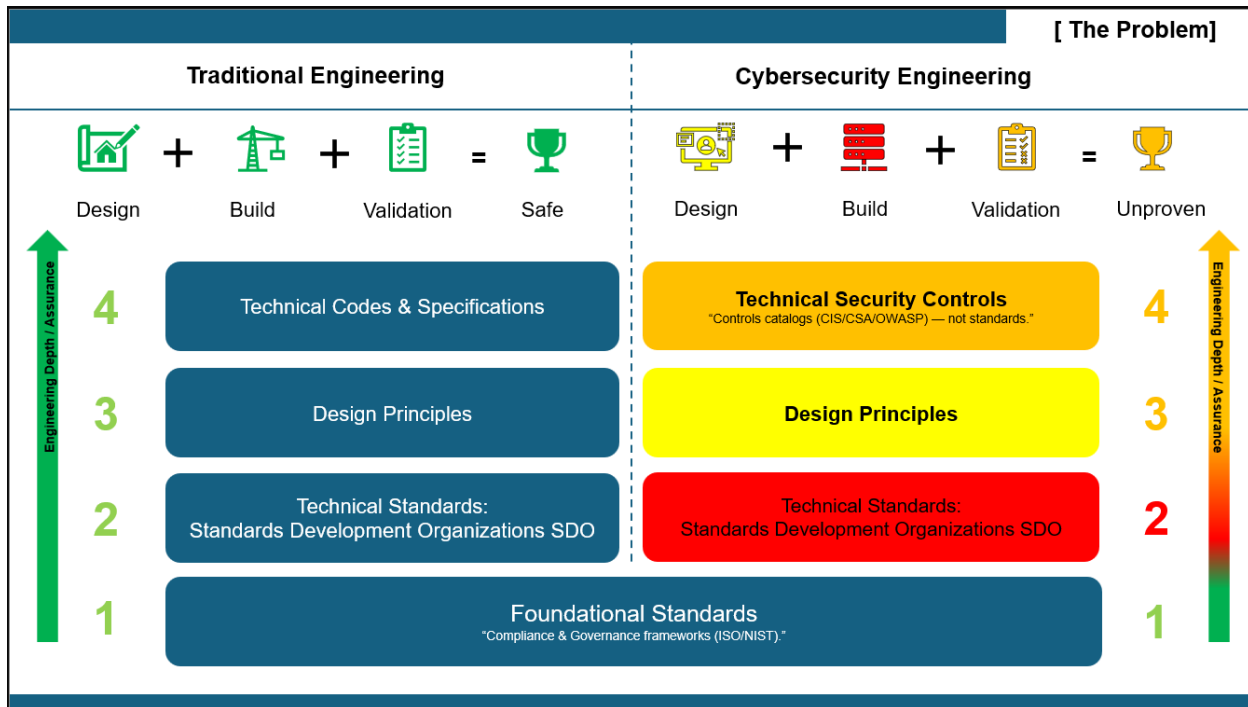 [ The Problem]
Traditional Engineering
Cybersecurity Engineering
+ + =
Design
Build
Validation
Safe
+ + =
Design
Build
Validation
Unproven
Engineering Depth / Assurance
4
Technical Codes & Specifications
3
Design Principles
2
Technical Standards:
Standards Development Organizations SDO
1
Technical Security Controls
“Controls catalogs (CIS/CSA/OWASP) — not standards.”
4
Design Principles
3
Technical Standards:
Standards Development Organizations SDO
2
Foundational Standards
“Compliance & Governance frameworks (ISO/NIST).”
1
Engineering Depth / Assurance